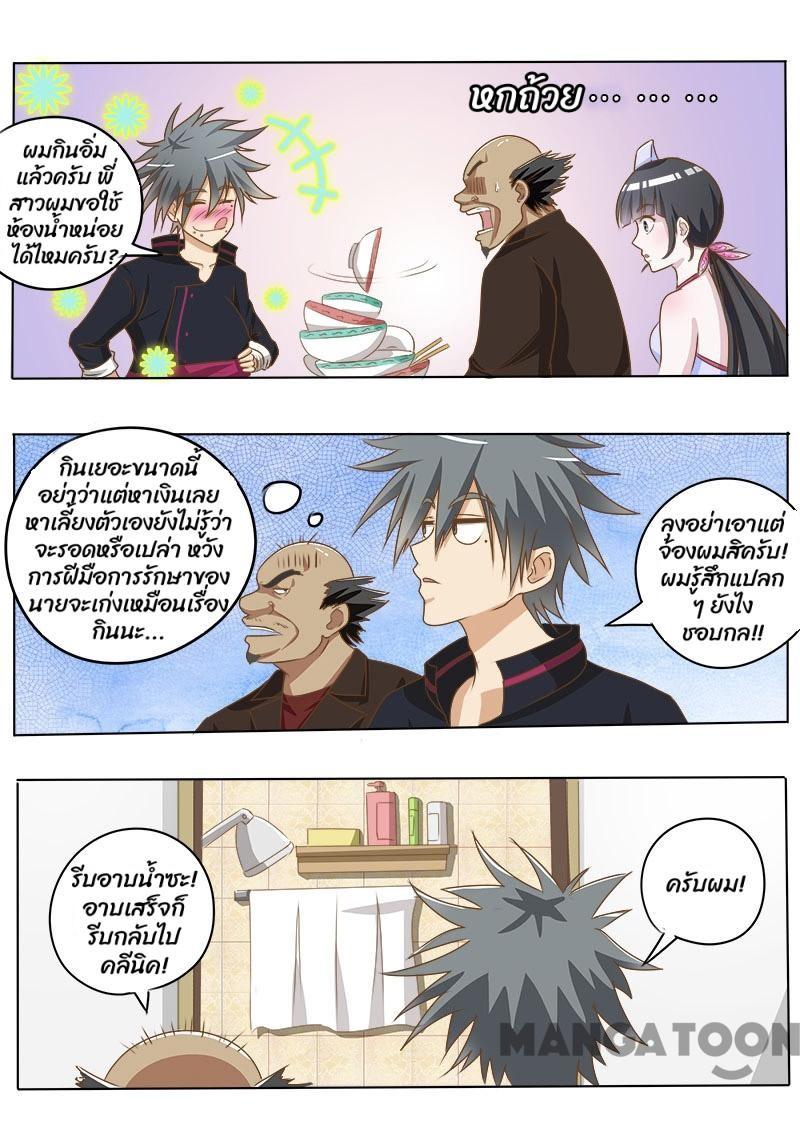 หกถ้วย... ... ...
ผมกินอิ่ม
แล้วครับ พี่
สาวผมขอใช้
ห้องน้ำหน่อย
ได้ไหมครับ?
กินเยอะขนาดนี้
อย่าว่าแต่หาเงินเลย
หาเลี้ยงตัวเองยังไม่รู้ว่า
จะรอดหรือเปล่า หวัง
การฝีมือการรักษาของ
นายจะเก่งเหมือนเรื่อง
กินนะ...
ลุงอย่าเอาแต่
จ้องผมสิครับ!
ผมรู้สึกแปลก
ๆ ยังไง
ชอบกล!!
รีบอาบน้ำซะ!
อาบเสร็จก็
รีบกลับไป
คลีนิค!
ครับผม!
MANGATOON